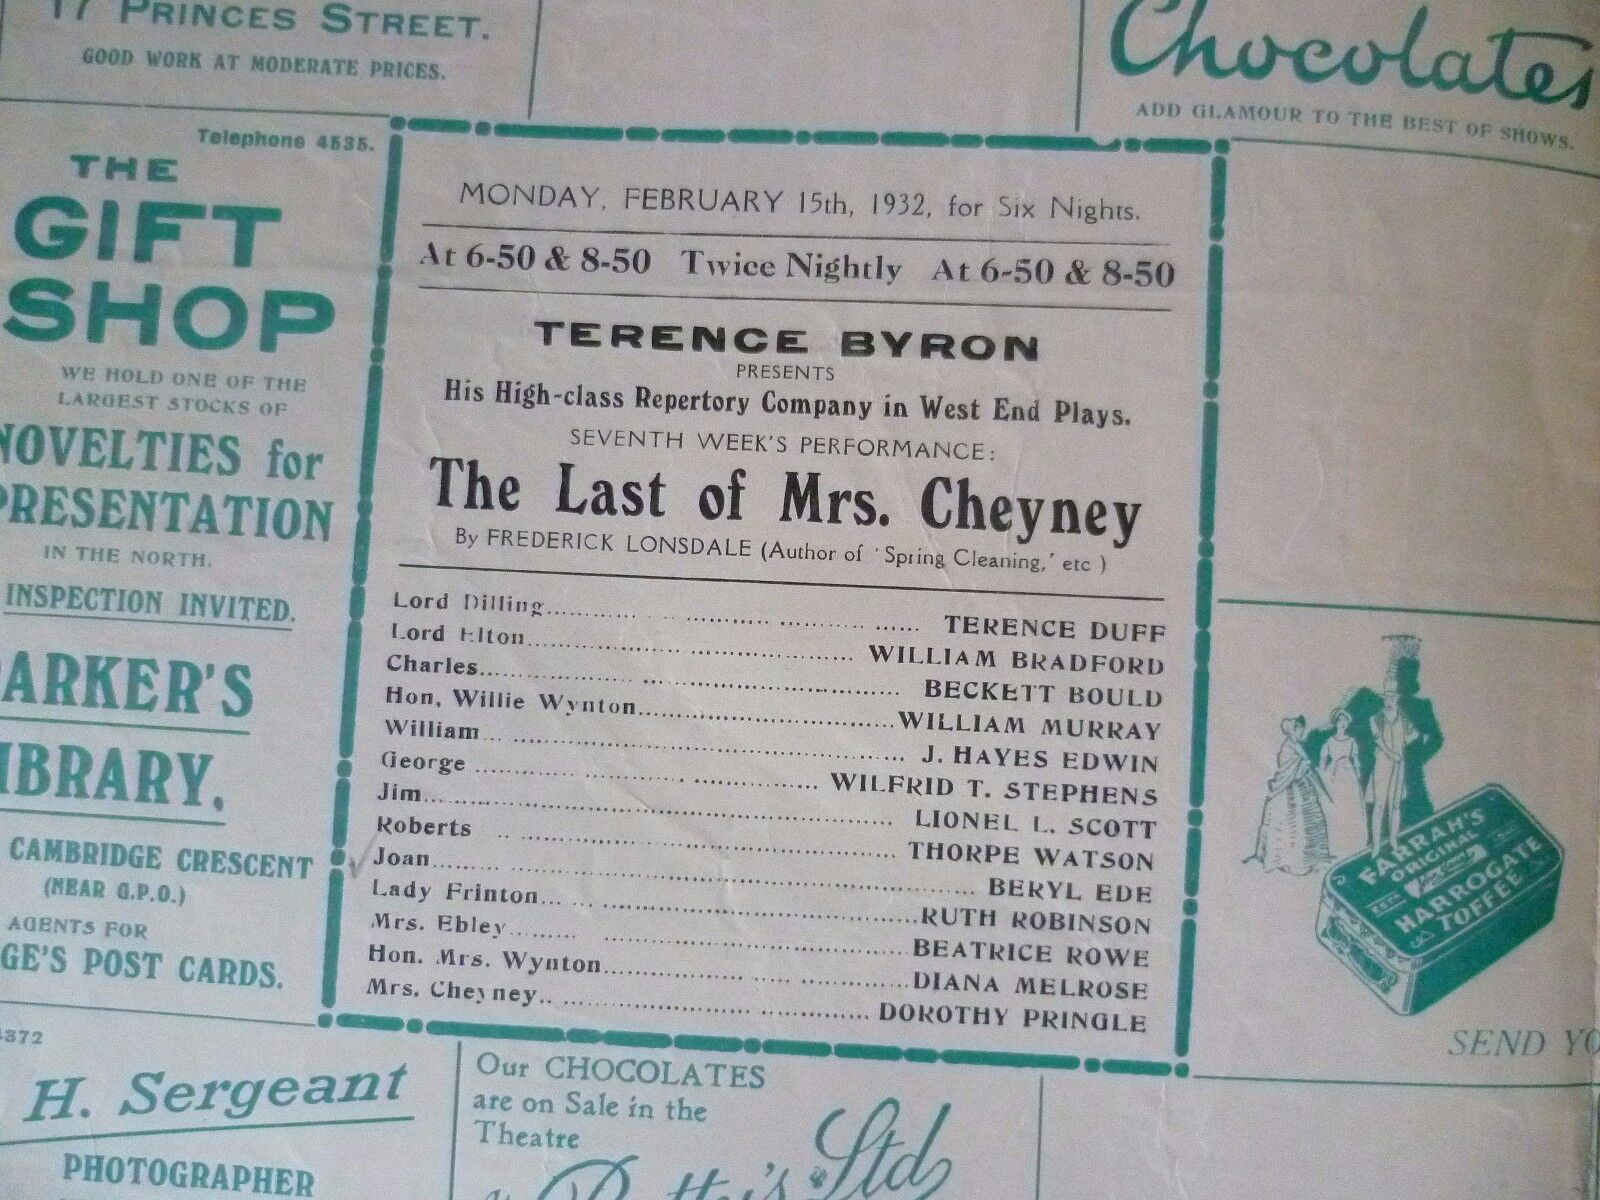 17 PRINCES STREET.
GOOD WORK AT MODERATE PRICES.
Chocolates
ADD GLAMOUR TO THE BEST OF SHOWS.
Telephone 4535.
THE
GIFT
SHOP
WE HOLD ONE OF THE
LARGEST STOCKS OF
NOVELTIES for
PRESENTATION
IN THE NORTH.
INSPECTION INVITED.
ARKER'S
IBRARY,
CAMBRIDGE CRESCENT
(NEAR G.P.O.)
AGENTS FOR
GE'S POST CARDS.
MONDAY, FEBRUARY 15th, 1932, for Six Nights.
At 6-50 & 8-50 Twice Nightly At 6-50 & 8-50
TERENCE BYRON
PRESENTS
His High-class Repertory Company in West End Plays.
SEVENTH WEEK'S PERFORMANCE:
The Last of Mrs. Cheyney
By FREDERICK LONSDALE (Author of 'Spring Cleaning,' etc)
Lord Dilling TERENCE DUFF
Lord Elton WILLIAM BRADFORD
Charles BECKETT BOULD
Hon. Willie Wynton WILLIAM MURRAY
William J. HAYES EDWIN
George WILFRID T. STEPHENS
Jim LIONEL L. SCOTT
Roberts THORPE WATSON
Joan BERYL EDE
Lady Frinton RUTH ROBINSON
Mrs. Ebley BEATRICE ROWE
Hon. Mrs. Wynton DIANA MELROSE
Mrs. Cheyney DOROTHY PRINGLE
FARRAH'S
ORIGINAL
HARROGATE
TOFFEE
SEND YO
4372
H. Sergeant
PHOTOGRAPHER
Our CHOCOLATES
are on Sale in the
Theatre
Ltd